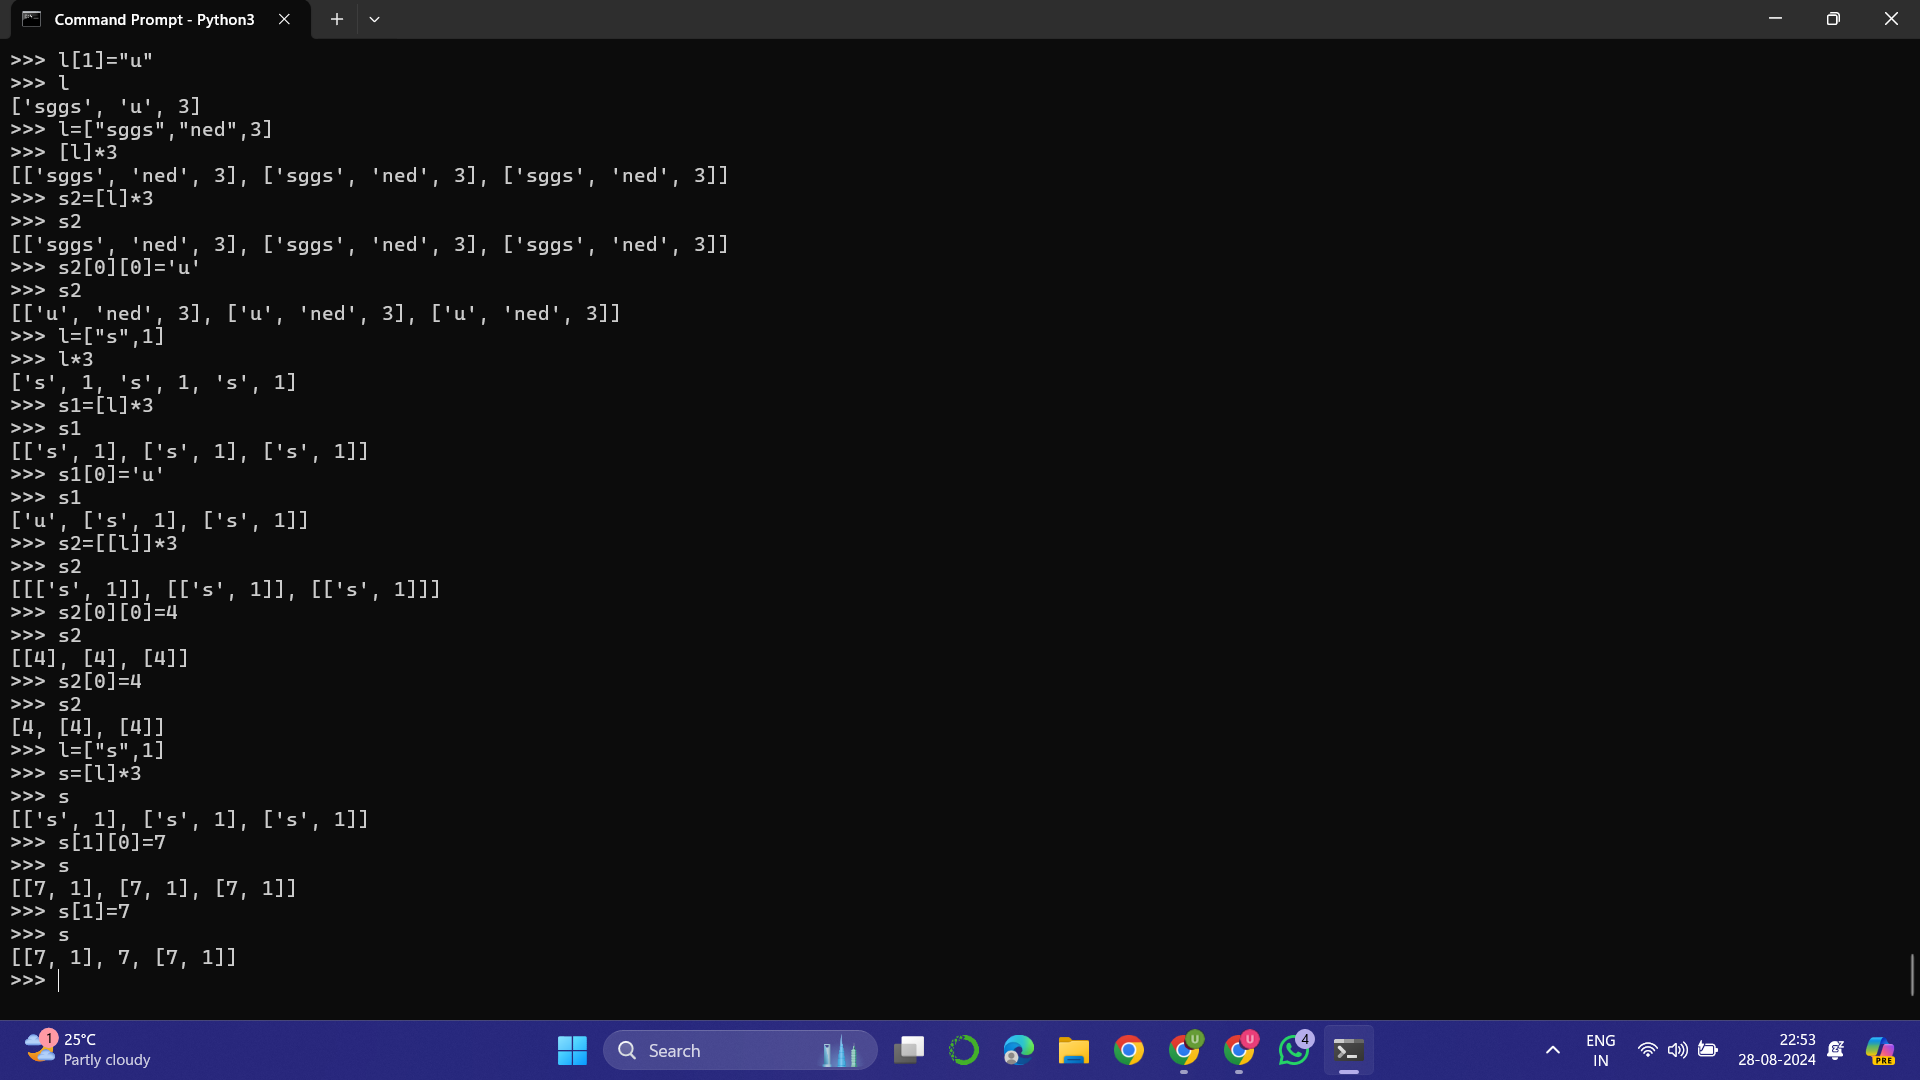 Command Prompt - Python3
>>> l[1]="u"
>>> l
['sggs', 'u', 3]
>>> l=["sggs","ned",3]
>>> [l]*3
[['sggs', 'ned', 3], ['sggs', 'ned', 3], ['sggs', 'ned', 3]]
>>> s2=[l]*3
>>> s2
[['sggs', 'ned', 3], ['sggs', 'ned', 3], ['sggs', 'ned', 3]]
>>> s2[0][0]='u'
>>> s2
[['u', 'ned', 3], ['u', 'ned', 3], ['u', 'ned', 3]]
>>> l=["s",1]
>>> l*3
['s', 1, 's', 1, 's', 1]
>>> s1=[l]*3
>>> s1
[['s', 1], ['s', 1], ['s', 1]]
>>> s1[0]='u'
>>> s1
['u', ['s', 1], ['s', 1]]
>>> s2=[[l]]*3
>>> s2
[[['s', 1]], [['s', 1]], [['s', 1]]]
>>> s2[0][0]=4
>>> s2
[[4], [4], [4]]
>>> s2[0]=4
>>> s2
[4, [4], [4]]
>>> l=["s",1]
>>> s=[l]*3
>>> s
[['s', 1], ['s', 1], ['s', 1]]
>>> s[1][0]=7
>>> s
[[7, 1], [7, 1], [7, 1]]
>>> s[1]=7
>>> s
[[7, 1], 7, [7, 1]]
>>>
1
25°C
Partly cloudy
Search
U
U
4
ENG
IN
22:53
28-08-2024
PRE